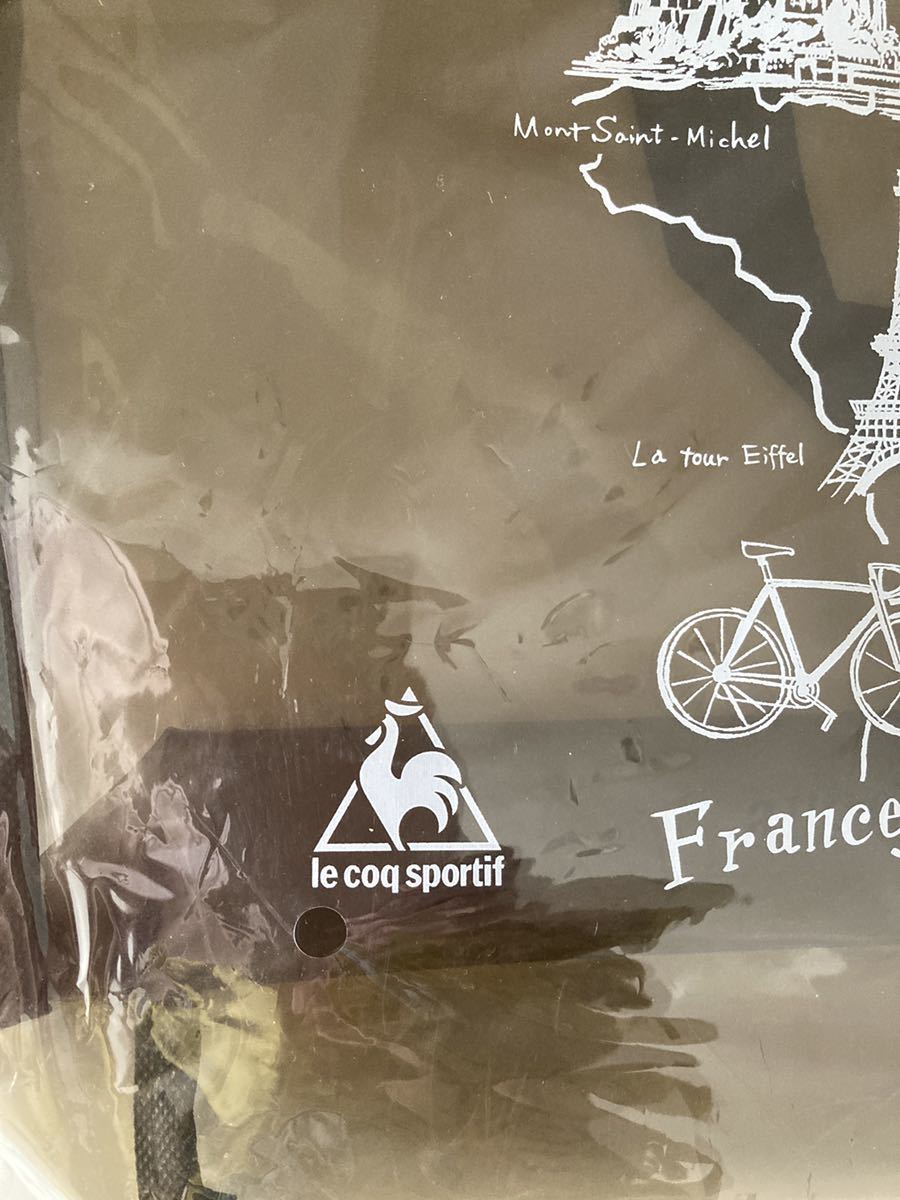 Mont Saint-Michel
La tour Eiffel
le coq sportif
France